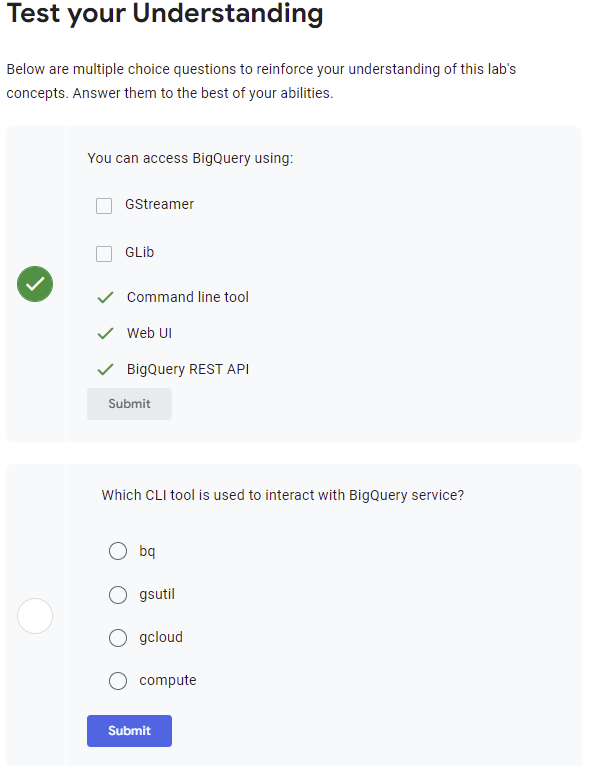 Test your Understanding
Below are multiple choice questions to reinforce your understanding of this lab's
concepts. Answer them to the best of your abilities.
You can access BigQuery using:
GStreamer
GLib
Command line tool
Web UI
BigQuery REST API
Submit
Which CLI tool is used to interact with BigQuery service?
bq
gsutil
gcloud
compute
Submit